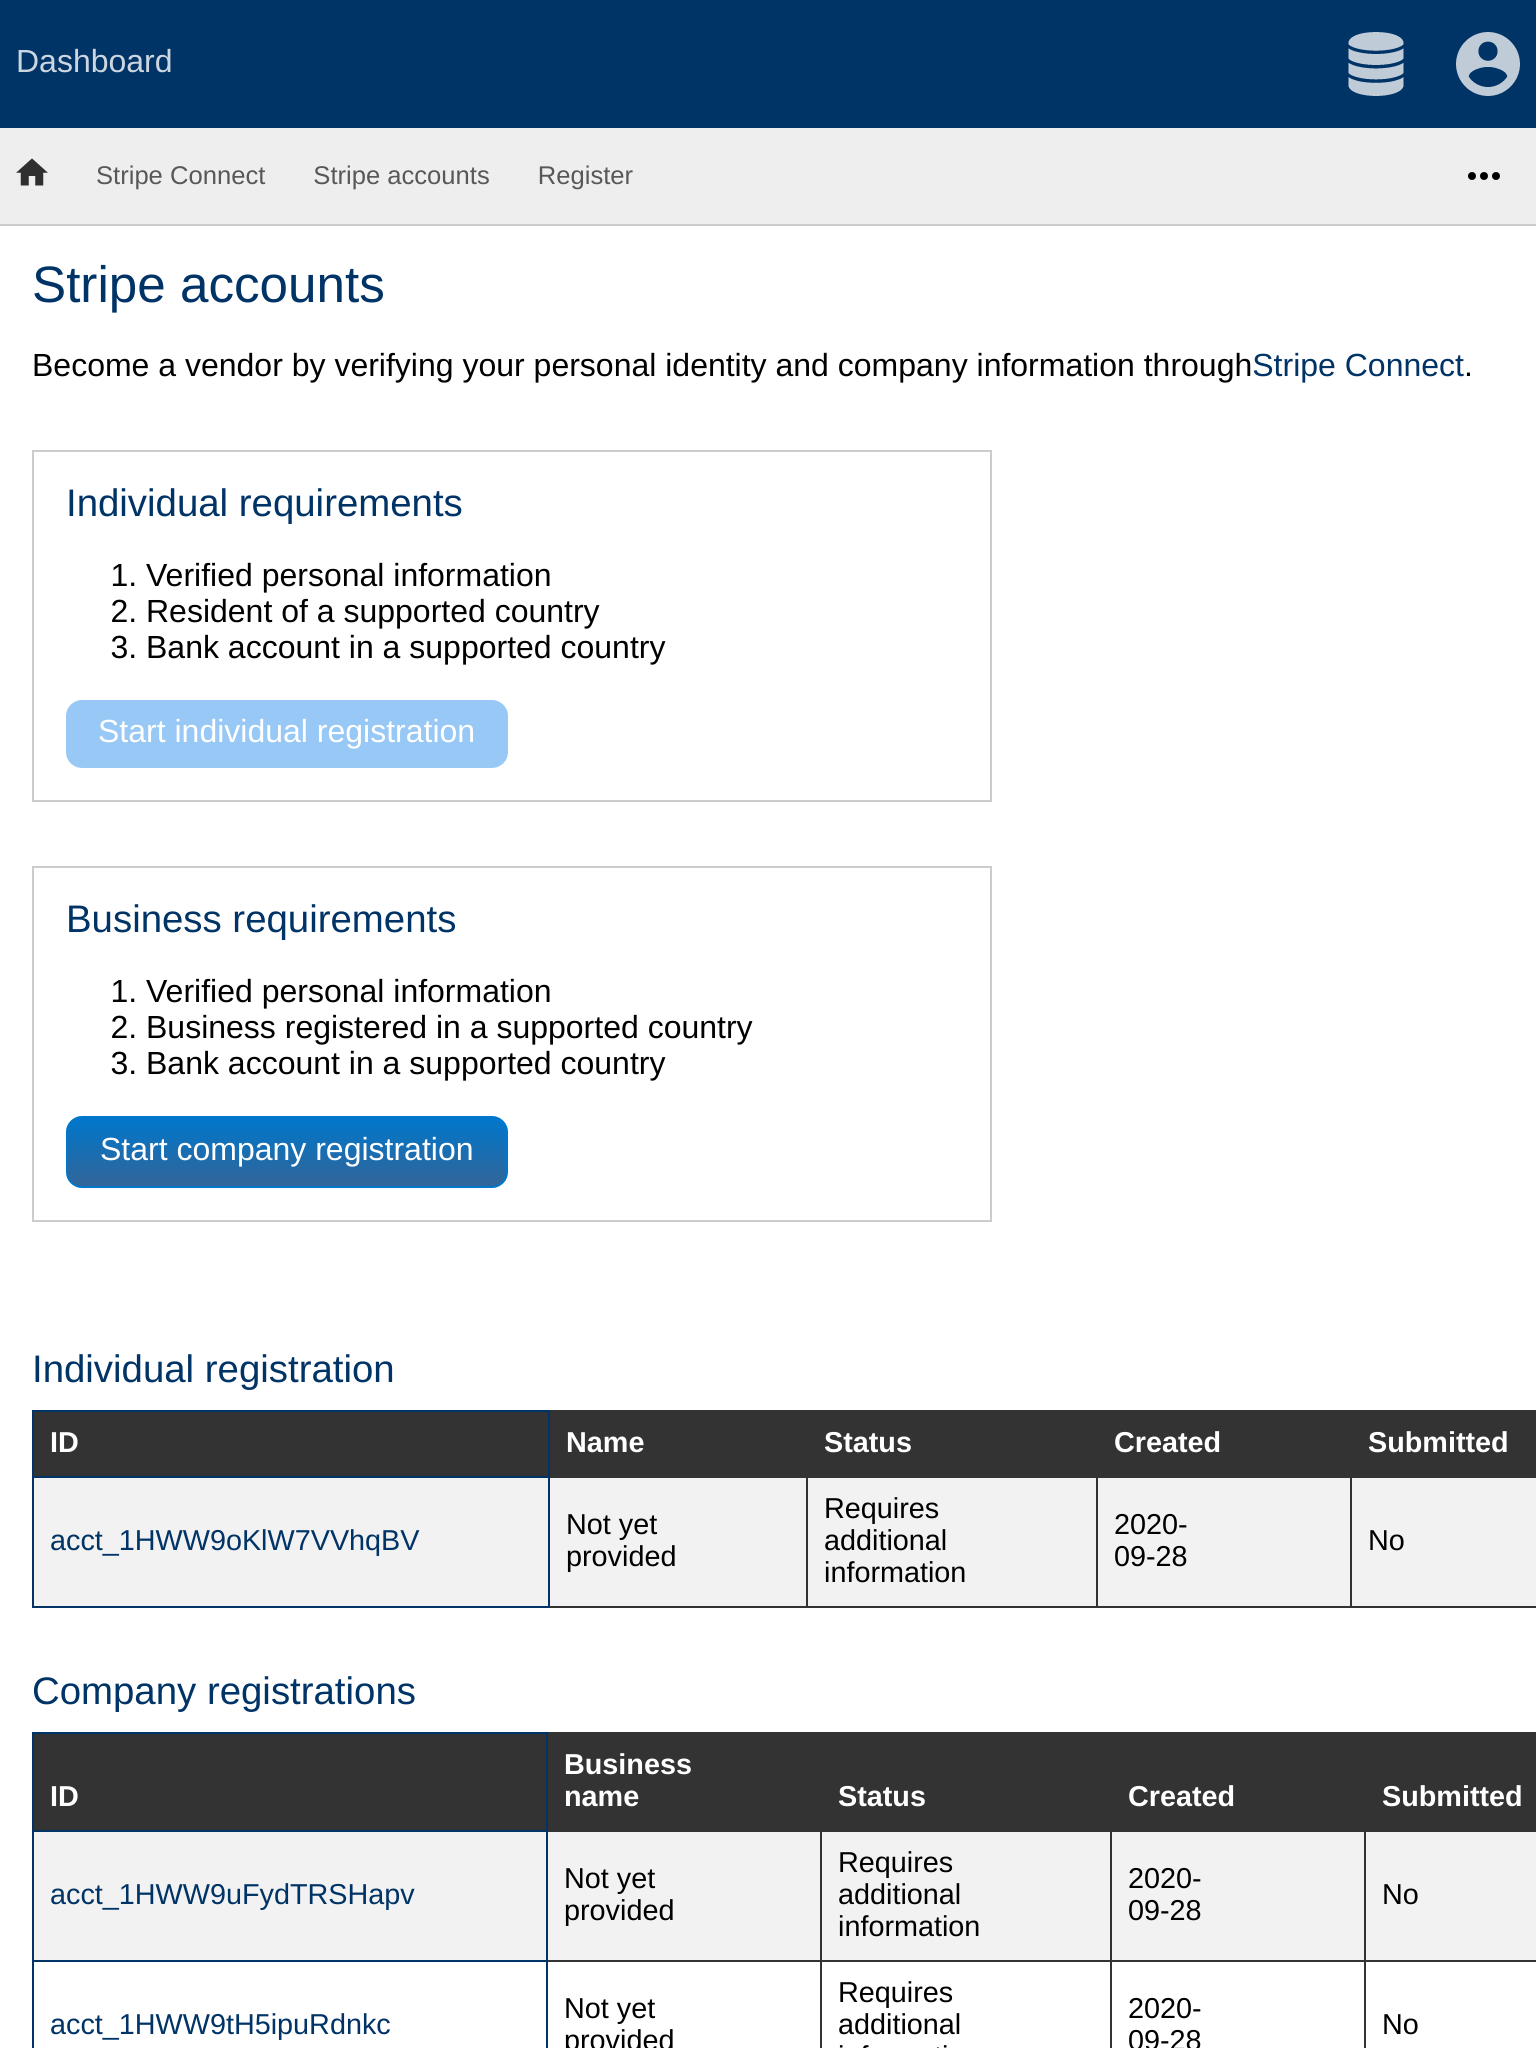 Dashboard
Stripe Connect Stripe accounts Register
Stripe accounts
Become a vendor by verifying your personal identity and company information throughStripe Connect.
Individual requirements
1. Verified personal information
2. Resident of a supported country
3. Bank account in a supported country
Start individual registration
Business requirements
1. Verified personal information
2. Business registered in a supported country
3. Bank account in a supported country
Start company registration
Individual registration
ID Name Status Created Submitted
acct_1HWW9oKlW7VVhqBV Not yet provided Requires additional information 2020-09-28 No
Company registrations
ID Business name Status Created Submitted
acct_1HWW9uFydTRSHapv Not yet provided Requires additional information 2020-09-28 No
acct_1HWW9tH5ipuRdnkc Not yet provided Requires additional 2020-09-28 No